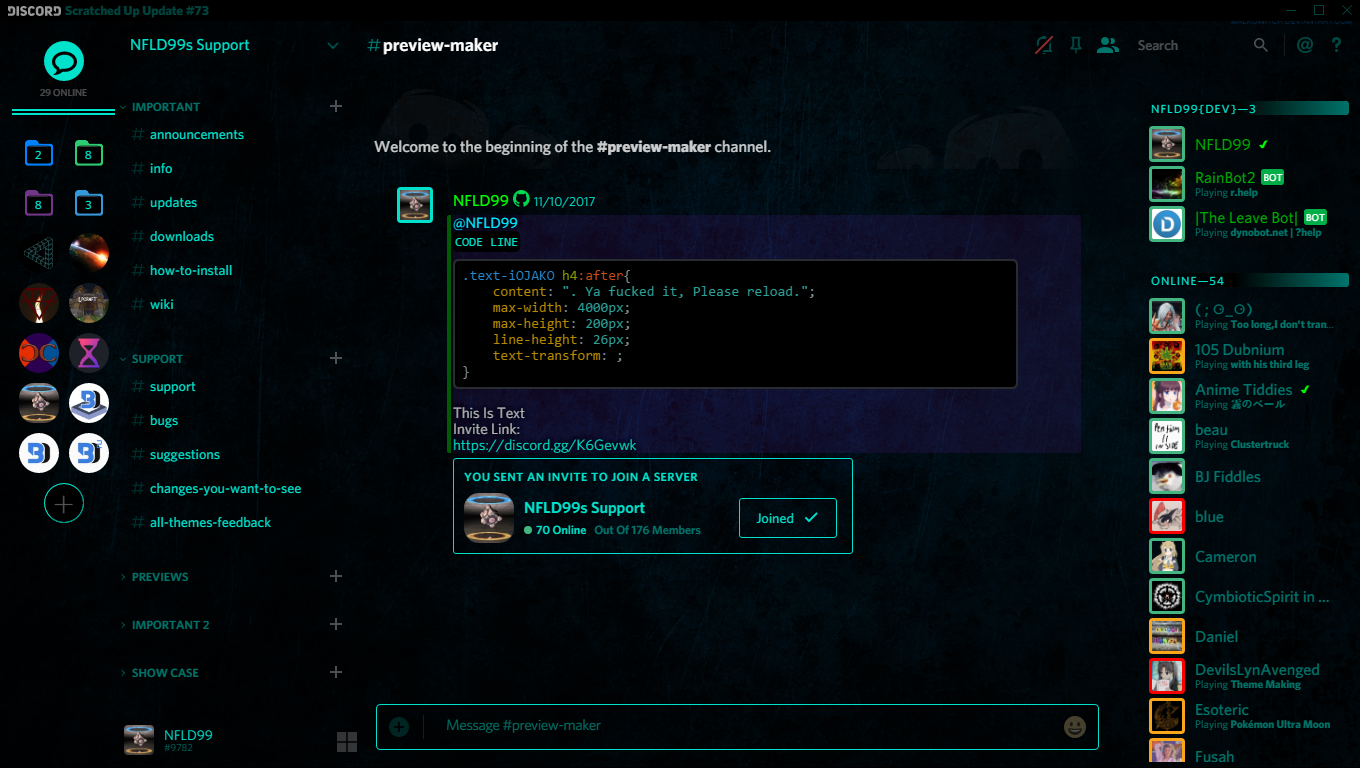 DISCORD Scratched Up Update #73
NFLD99s Support
#preview-maker
Search
@ ?
29 ONLINE
2
8
8
3
IMPORTANT
# announcements
# info
# updates
# downloads
# how-to-install
# wiki
SUPPORT
# support
# bugs
# suggestions
# changes-you-want-to-see
# all-themes-feedback
PREVIEWS
IMPORTANT 2
SHOW CASE
NFLD99
#9782
Welcome to the beginning of the #preview-maker channel.
NFLD99 11/10/2017
@NFLD99
CODE LINE
.text-iOJAKO h4:after{
content: ". Ya fucked it, Please reload.";
max-width: 4000px;
max-height: 200px;
line-height: 26px;
text-transform: ;
}
This Is Text
Invite Link:
https://discord.gg/K6Gevwk
YOU SENT AN INVITE TO JOIN A SERVER
NFLD99s Support
70 Online Out Of 176 Members
Joined
Message #preview-maker
NFLD99{DEV}—3
NFLD99
RainBot2 BOT
Playing r.help
|The Leave Bot| BOT
Playing dynobot.net | ?help
ONLINE—54
( ; ʘ_ʘ)
Playing Too long,I don't tran...
105 Dubnium
Playing with his third leg
Anime Tiddies
beau
Playing Clustertruck
BJ Fiddles
blue
Cameron
CymbioticSpirit in ...
Daniel
DevilsLynAvenged
Playing Theme Making
Esoteric
Playing Pokémon Ultra Moon
Fusah